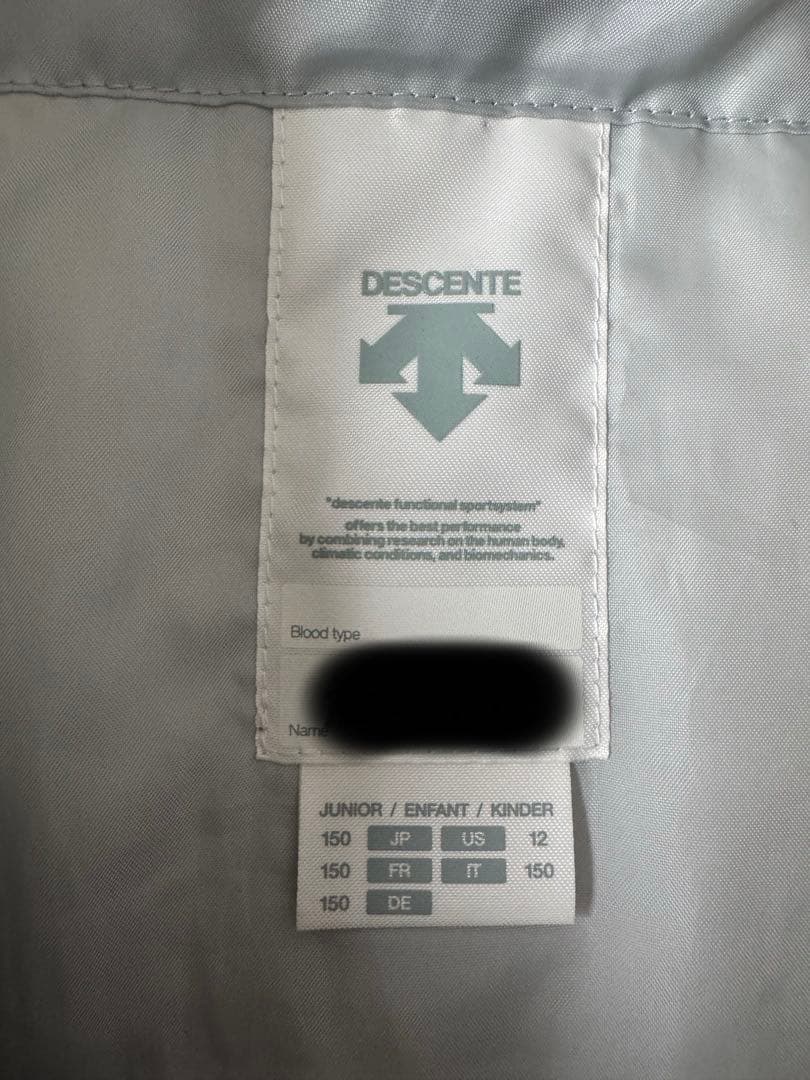 DESCENTE
"descente functional sportsystem"
offers the best performance
by combining research on the human body,
climatic conditions, and biomechanics.
Blood type
Name
JUNIOR / ENFANT / KINDER
150 JP US 12
150 FR IT 150
150 DE